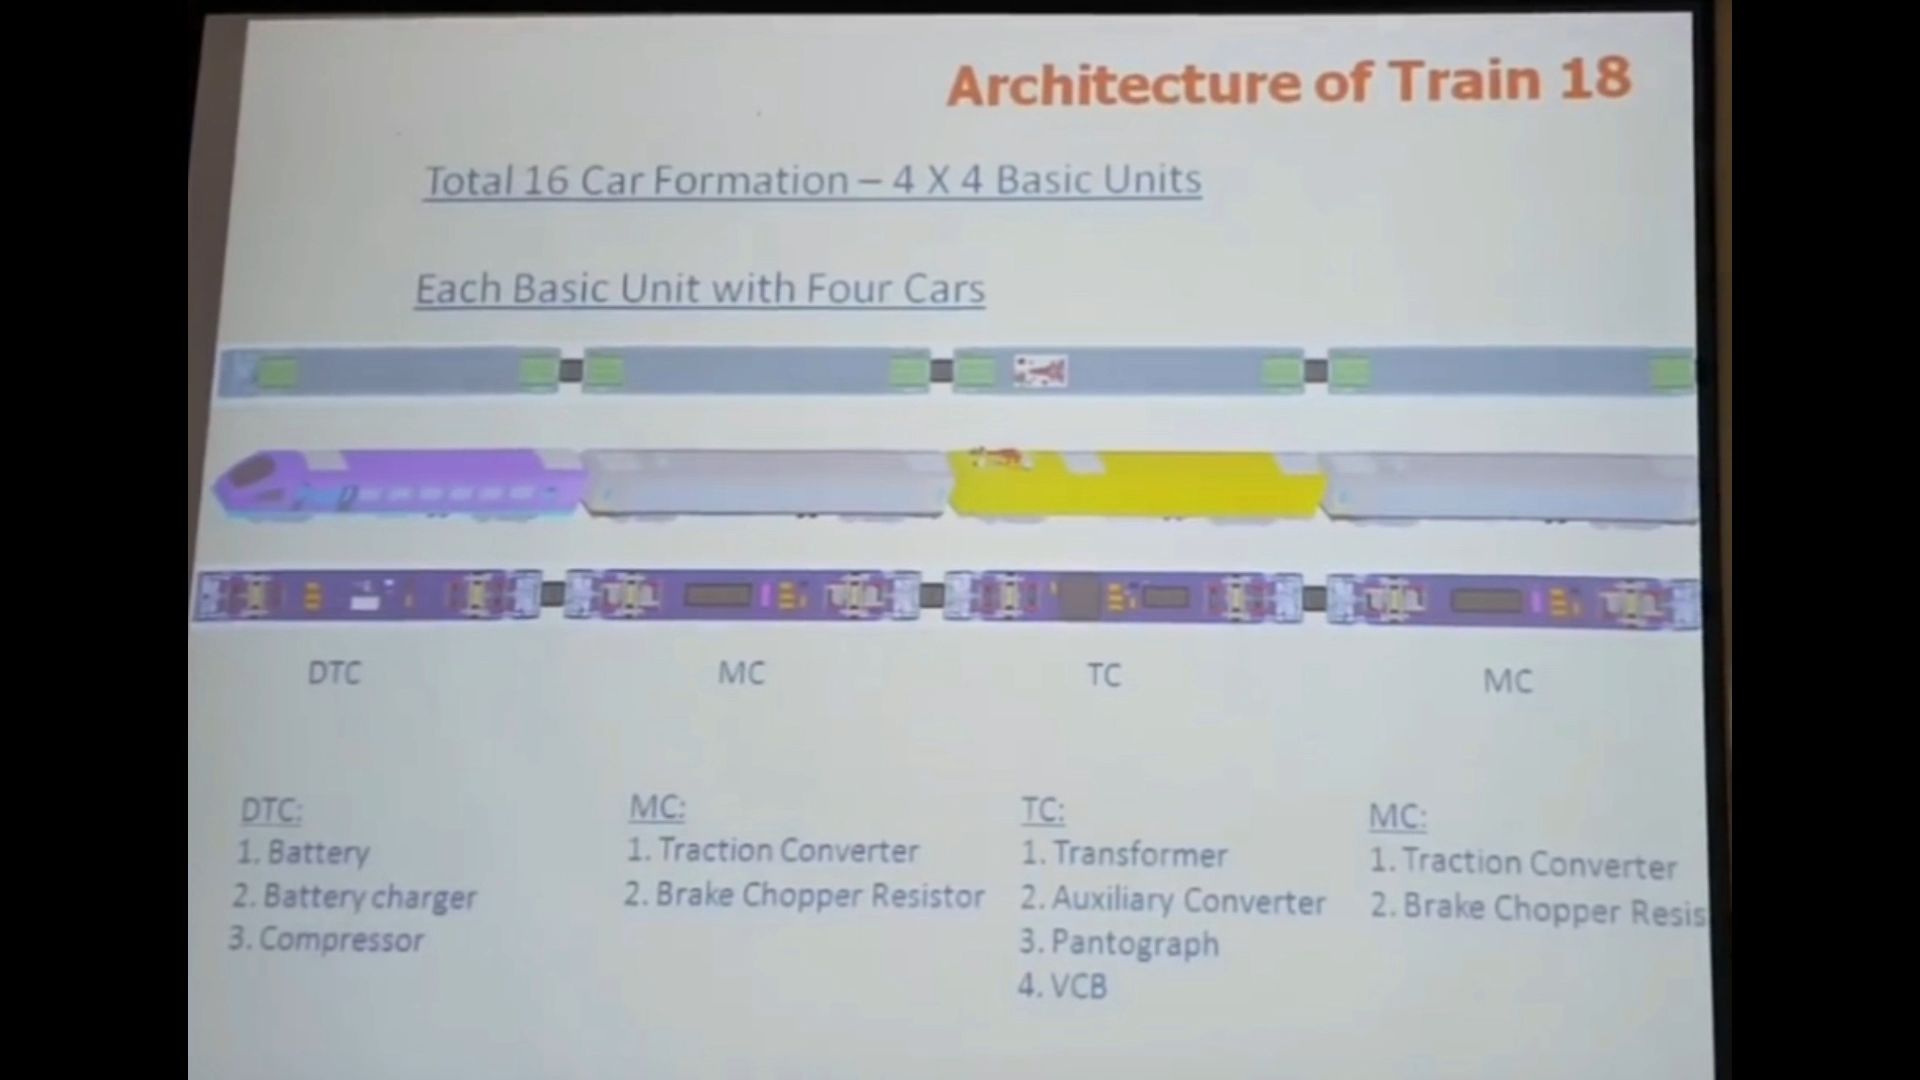 Architecture of Train 18
Total 16 Car Formation – 4 X 4 Basic Units
Each Basic Unit with Four Cars
DTC
MC
TC
MC
DTC:
1. Battery
2. Battery charger
3. Compressor
MC:
1. Traction Converter
2. Brake Chopper Resistor
TC:
1. Transformer
2. Auxiliary Converter
3. Pantograph
4. VCB
MC:
1. Traction Converter
2. Brake Chopper Resis